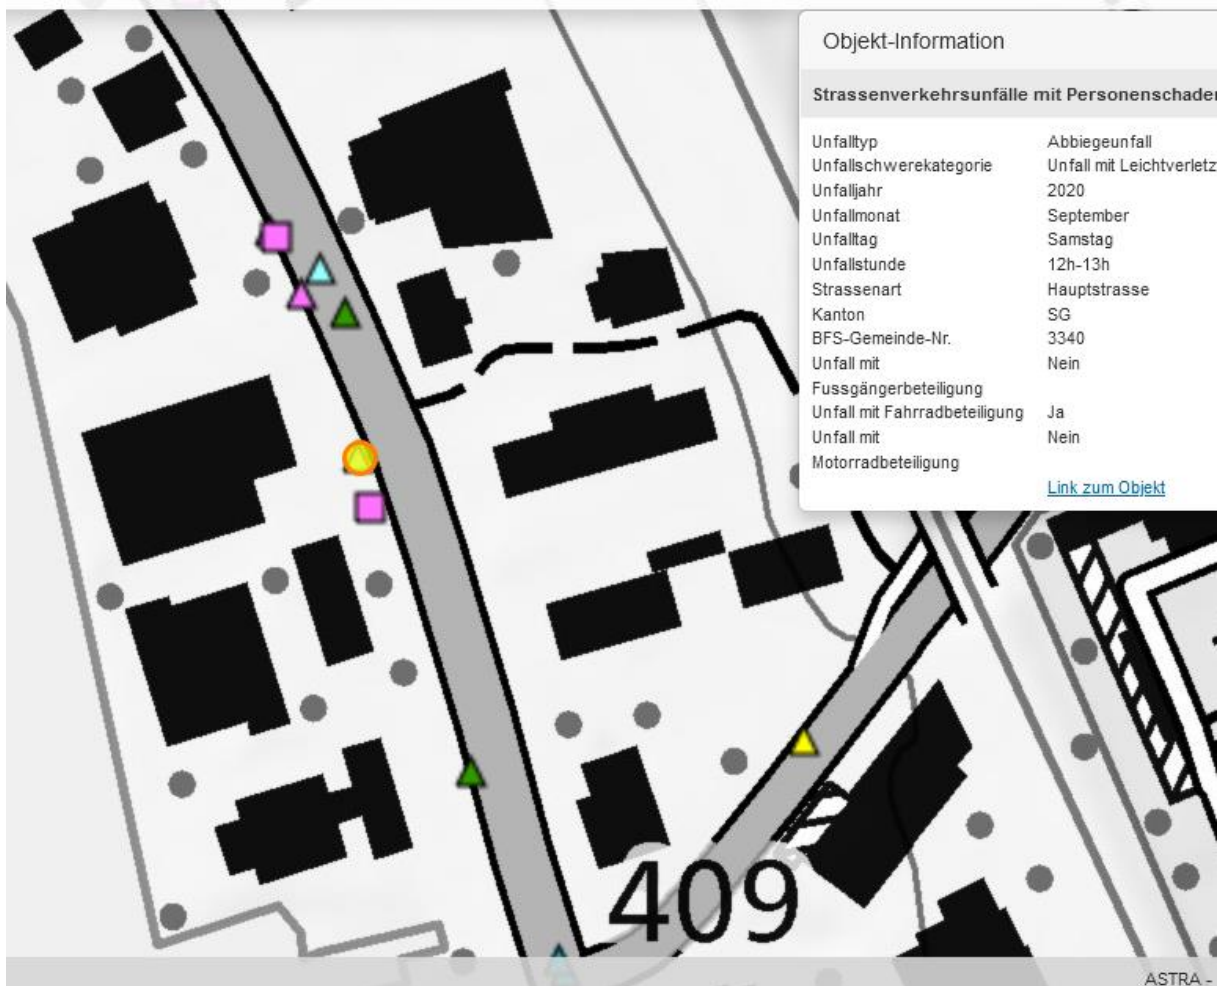 Objekt-Information
Strassenverkehrsunfälle mit Personenschaden
Unfalltyp Abbiegeunfall
Unfallschwerekategorie Unfall mit Leichtverletz
Unfalljahr 2020
Unfallmonat September
Unfalltag Samstag
Unfallstunde 12h-13h
Strassenart Hauptstrasse
Kanton SG
BFS-Gemeinde-Nr. 3340
Unfall mit Nein
Fussgängerbeteiligung
Unfall mit Fahrradbeteiligung Ja
Unfall mit Nein
Motorradbeteiligung
Link zum Objekt
409
ASTRA -